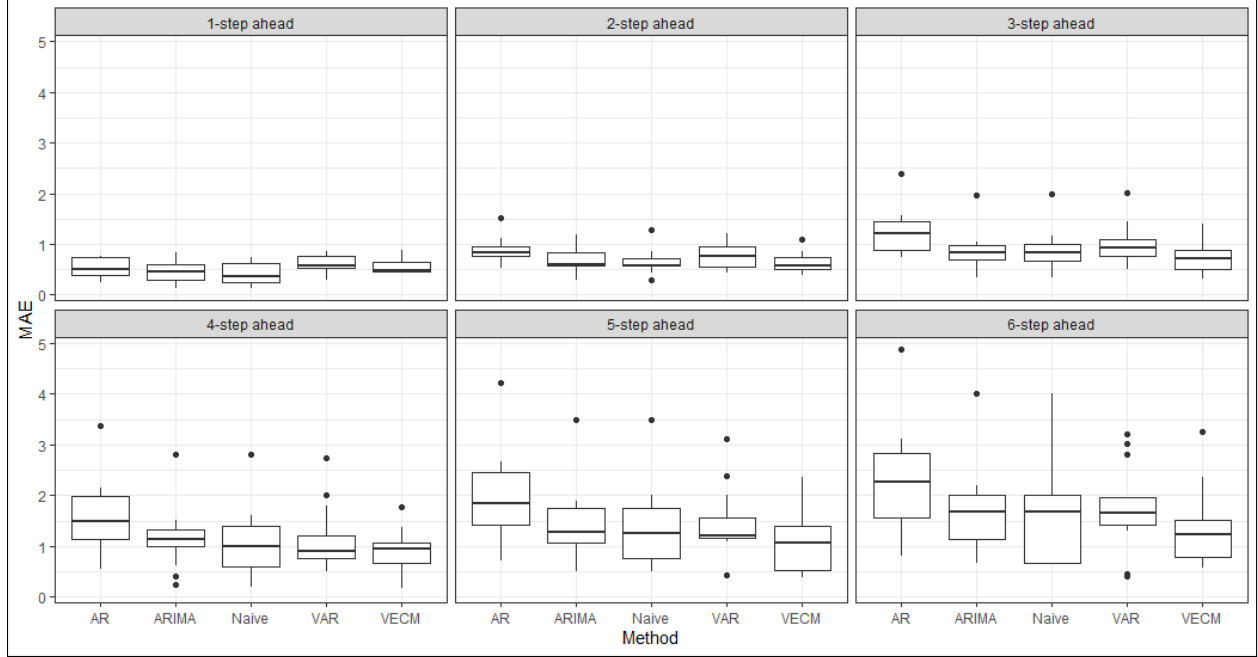 1-step ahead 2-step ahead 3-step ahead
5
4
3
2
1
0
MAE
4-step ahead 5-step ahead 6-step ahead
5
4
3
2
1
0
AR ARIMA Naive VAR VECM AR ARIMA Naive VAR VECM AR ARIMA Naive VAR VECM
Method